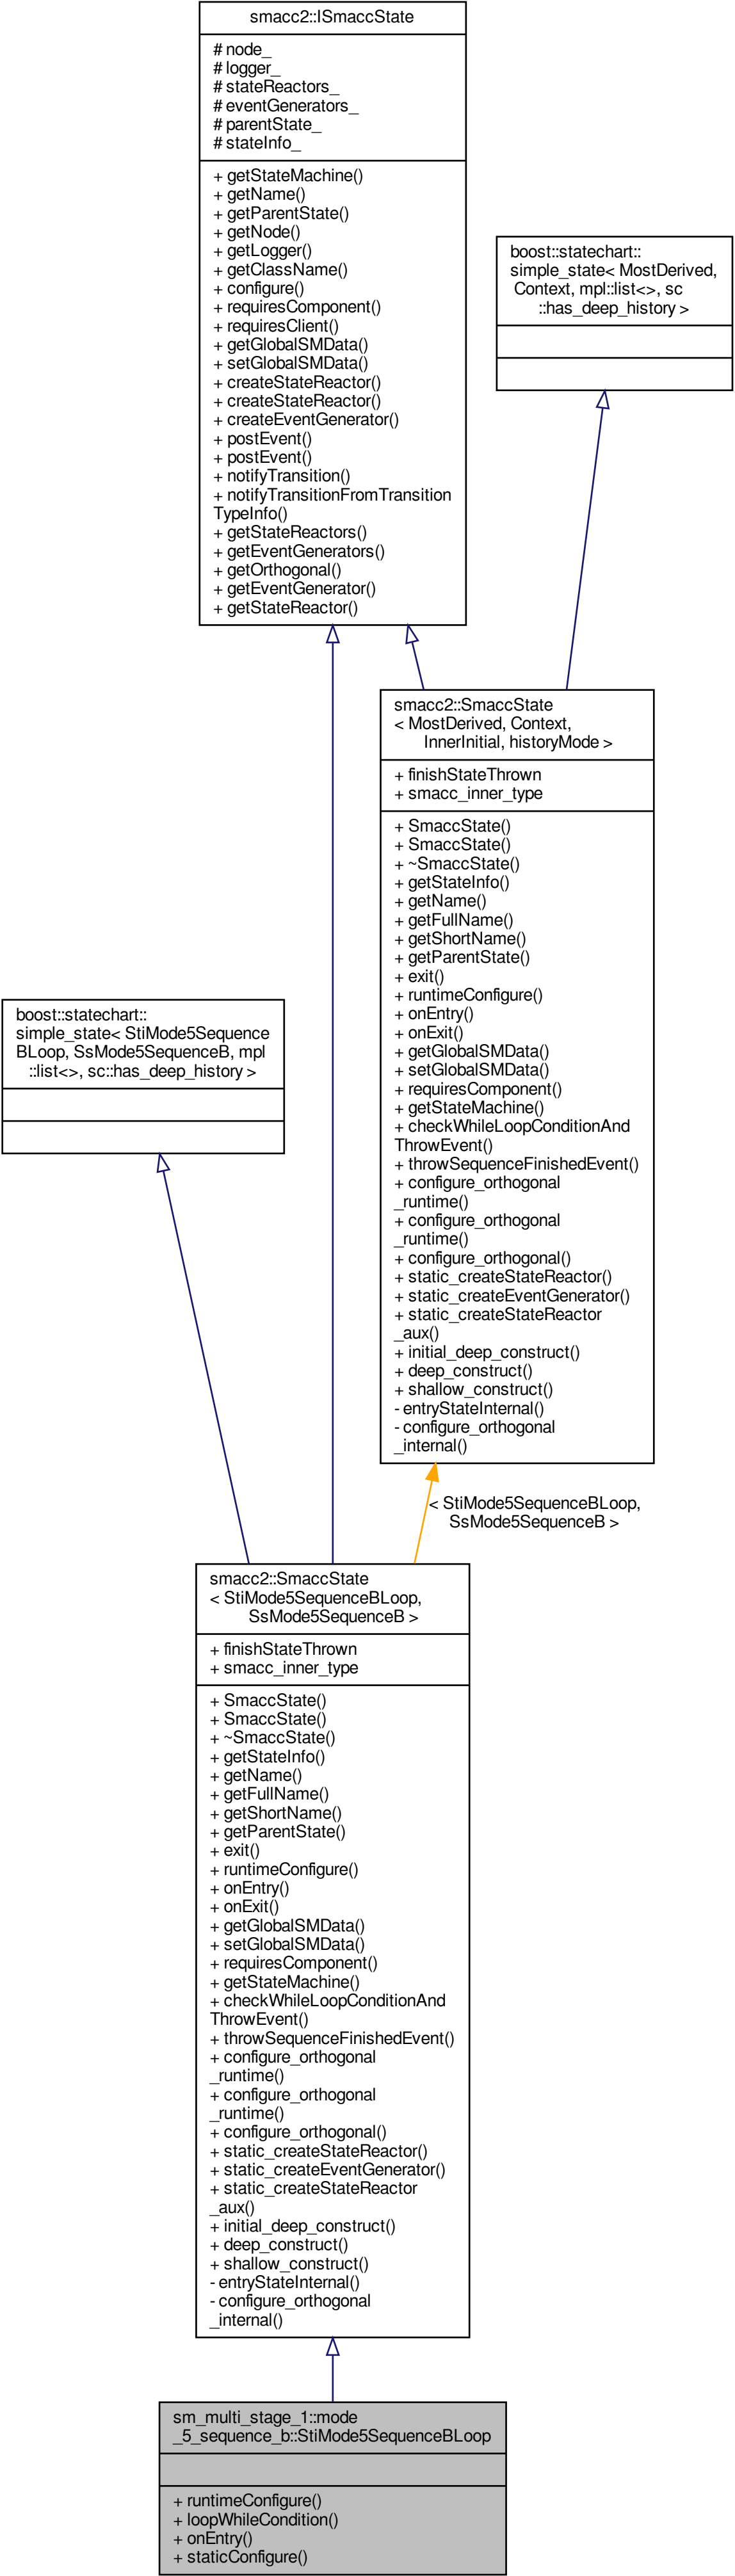 smacc2::ISmaccState
# node_
# logger_
# stateReactors_
# eventGenerators_
# parentState_
# stateInfo_
+ getStateMachine()
+ getName()
+ getParentState()
+ getNode()
+ getLogger()
+ getClassName()
+ configure()
+ requiresComponent()
+ requiresClient()
+ getGlobalSMData()
+ setGlobalSMData()
+ createStateReactor()
+ createStateReactor()
+ createEventGenerator()
+ postEvent()
+ postEvent()
+ notifyTransition()
+ notifyTransitionFromTransition
TypeInfo()
+ getStateReactors()
+ getEventGenerators()
+ getOrthogonal()
+ getEventGenerator()
+ getStateReactor()
boost::statechart::
simple_state< MostDerived,
Context, mpl::list<>, sc
::has_deep_history >
smacc2::SmaccState
< MostDerived, Context,
InnerInitial, historyMode >
+ finishStateThrown
+ smacc_inner_type
+ SmaccState()
+ SmaccState()
+ ~SmaccState()
+ getStateInfo()
+ getName()
+ getFullName()
+ getShortName()
+ getParentState()
+ exit()
+ runtimeConfigure()
+ onEntry()
+ onExit()
+ getGlobalSMData()
+ setGlobalSMData()
+ requiresComponent()
+ getStateMachine()
+ checkWhileLoopConditionAnd
ThrowEvent()
+ throwSequenceFinishedEvent()
+ configure_orthogonal
_runtime()
+ configure_orthogonal
_runtime()
+ configure_orthogonal()
+ static_createStateReactor()
+ static_createEventGenerator()
+ static_createStateReactor
_aux()
+ initial_deep_construct()
+ deep_construct()
+ shallow_construct()
- entryStateInternal()
- configure_orthogonal
_internal()
boost::statechart::
simple_state< StiMode5Sequence
BLoop, SsMode5SequenceB, mpl
::list<>, sc::has_deep_history >
< StiMode5SequenceBLoop,
SsMode5SequenceB >
smacc2::SmaccState
< StiMode5SequenceBLoop,
SsMode5SequenceB >
+ finishStateThrown
+ smacc_inner_type
+ SmaccState()
+ SmaccState()
+ ~SmaccState()
+ getStateInfo()
+ getName()
+ getFullName()
+ getShortName()
+ getParentState()
+ exit()
+ runtimeConfigure()
+ onEntry()
+ onExit()
+ getGlobalSMData()
+ setGlobalSMData()
+ requiresComponent()
+ getStateMachine()
+ checkWhileLoopConditionAnd
ThrowEvent()
+ throwSequenceFinishedEvent()
+ configure_orthogonal
_runtime()
+ configure_orthogonal
_runtime()
+ configure_orthogonal()
+ static_createStateReactor()
+ static_createEventGenerator()
+ static_createStateReactor
_aux()
+ initial_deep_construct()
+ deep_construct()
+ shallow_construct()
- entryStateInternal()
- configure_orthogonal
_internal()
sm_multi_stage_1::mode
_5_sequence_b::StiMode5SequenceBLoop
+ runtimeConfigure()
+ loopWhileCondition()
+ onEntry()
+ staticConfigure()